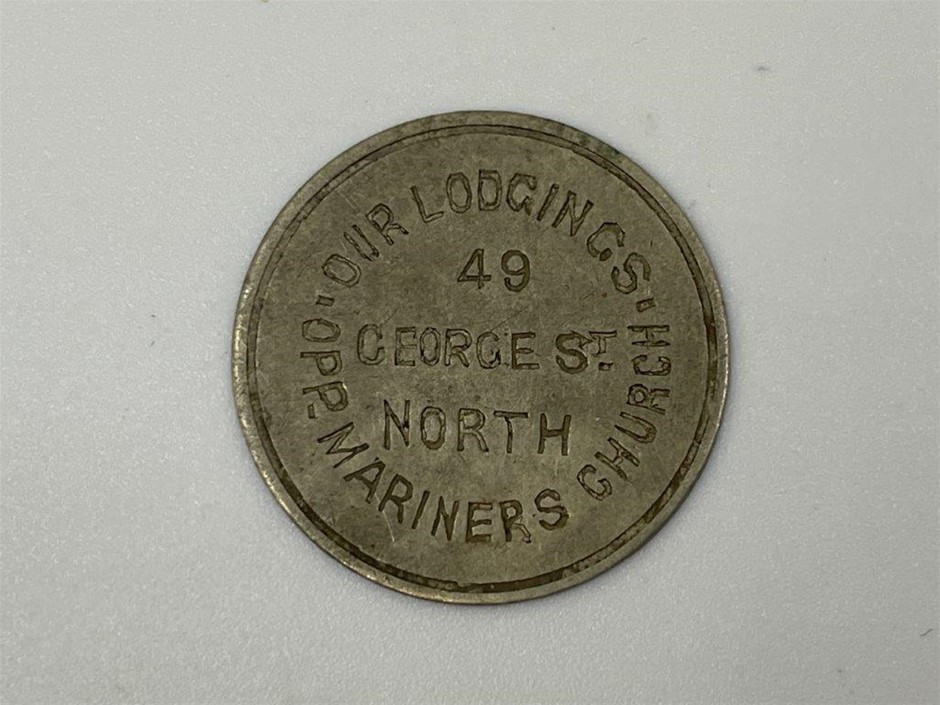 "OUR LODGINGS"
49
GEORGE ST.
NORTH
OPP. MARINERS CHURCH